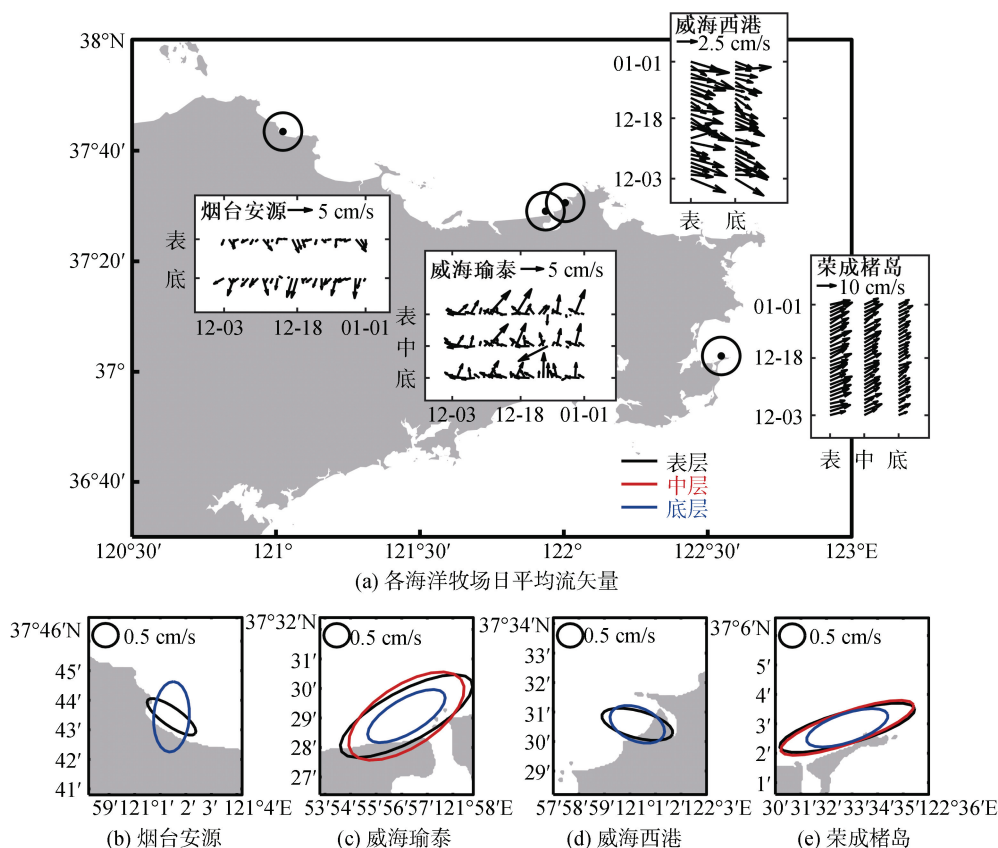 38°N
37°40′
37°20′
37°
36°40′
120°30′ 121° 121°30′ 122° 122°30′ 123°E
威海西港
2.5 cm/s
01-01
12-18
12-03
表 底
烟台安源 5 cm/s
表
底
12-03 12-18 01-01
威海瑜泰 5 cm/s
表
中
底
12-03 12-18 01-01
荣成楮岛
10 cm/s
01-01
12-18
12-03
表 中 底
表层
中层
底层
(a) 各海洋牧场日平均流矢量
37°46′N
0.5 cm/s
45′
44′
43′
42′
41′
59′ 121°1′ 2′ 3′ 121°4′E
(b) 烟台安源
37°32′N
0.5 cm/s
31′
30′
29′
28′
27′
53′ 54′ 55′ 56′ 57′ 121°58′E
(c) 威海瑜泰
37°34′N
0.5 cm/s
33′
32′
31′
30′
29′
57′ 58′ 59′ 121°1′ 2′ 122°3′E
(d) 威海西港
37°6′N
0.5 cm/s
5′
4′
3′
2′
1′
30′ 31′ 32′ 33′ 34′ 35′ 122°36′E
(e) 荣成楮岛